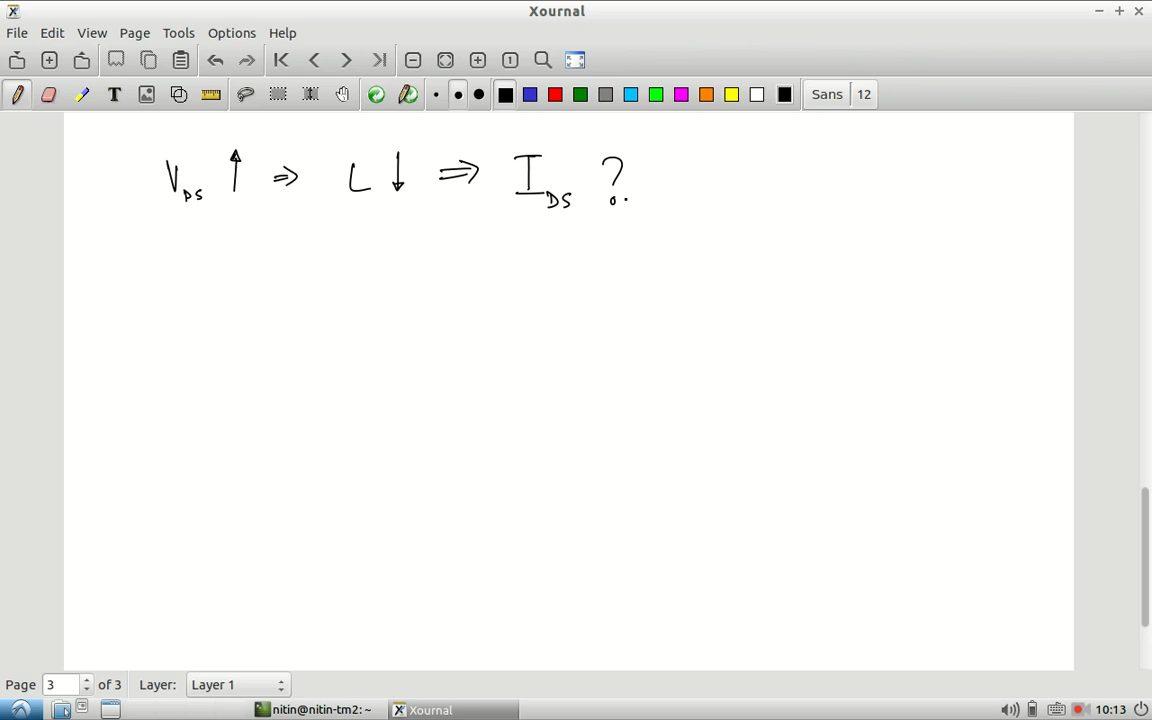 Xournal
File Edit View Page Tools Options Help
T Sans 12
V_DS ↑ ⇒ L ↓ ⇒ I_DS ?
Page 3 of 3 Layer: Layer 1
nitin@nitin-tm2: ~ Xournal 10:13